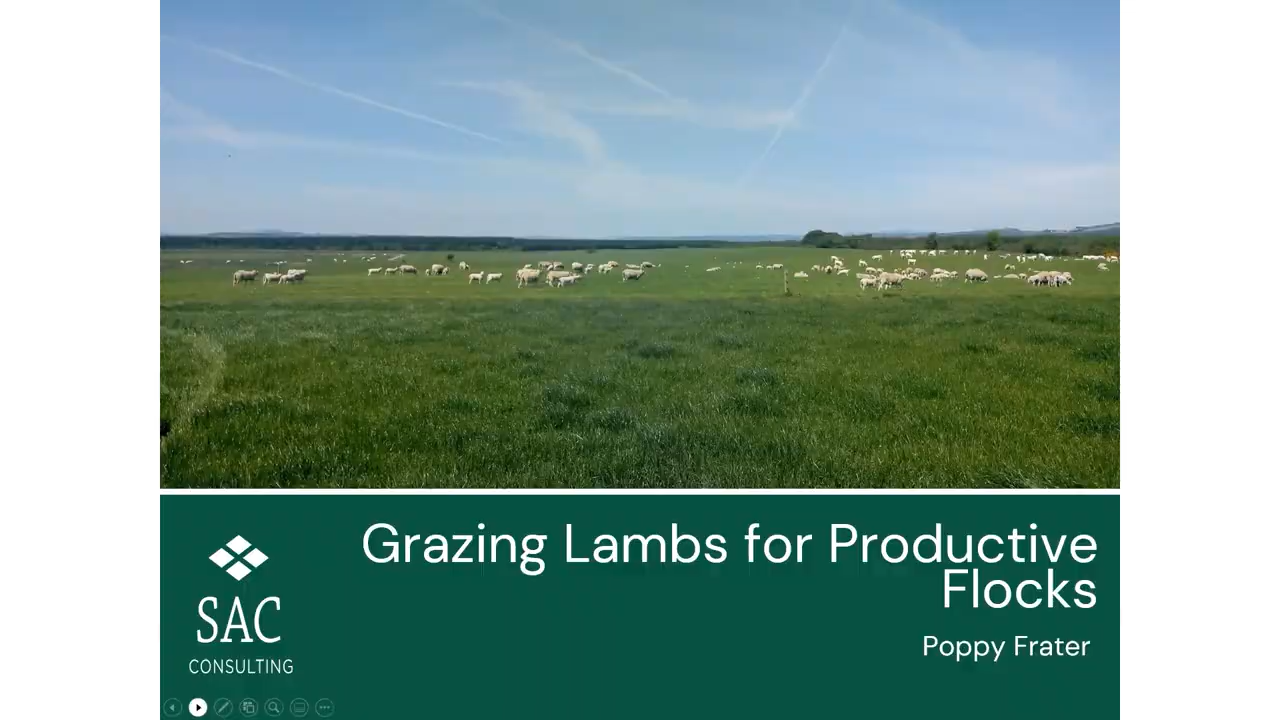 Grazing Lambs for Productive
Flocks
Poppy Frater
SAC
CONSULTING